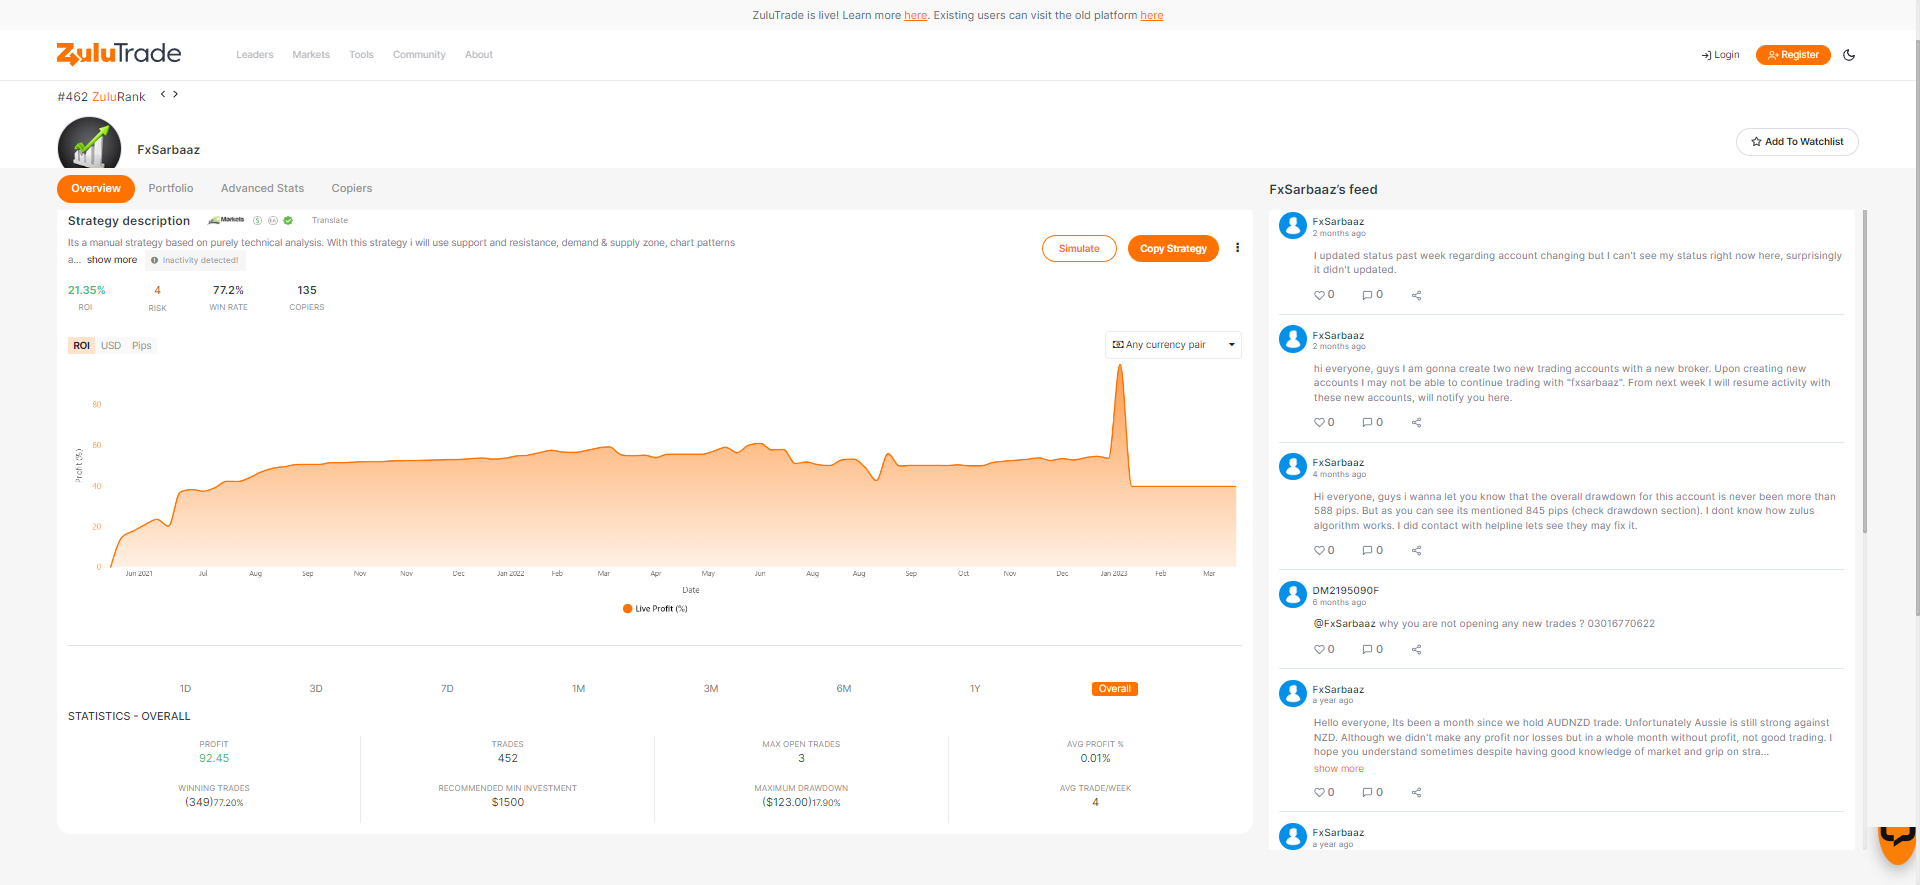 ZuluTrade is live! Learn more here. Existing users can visit the old platform here
ZuluTrade
Leaders
Markets
Tools
Community
About
Login
Register
#462 ZuluRank
FxSarbaaz
Add To Watchlist
Overview
Portfolio
Advanced Stats
Copiers
Strategy description
Markets
Translate
Its a manual strategy based on purely technical analysis. With this strategy i will use support and resistance, demand & supply zone, chart patterns
a... show more
Inactivity detected!
Simulate
Copy Strategy
21.35%
4
77.2%
135
ROI
RISK
WIN RATE
COPIERS
ROI
USD
Pips
Any currency pair
80
60
40
20
0
Profit (%)
Jun 2021
Jul
Aug
Sep
Nov
Nov
Dec
Jan 2022
Feb
Mar
Apr
May
Jun
Aug
Aug
Sep
Oct
Nov
Dec
Jan 2023
Feb
Mar
Date
Live Profit (%)
1D
3D
7D
1M
3M
6M
1Y
Overall
STATISTICS - OVERALL
PROFIT
92.45
TRADES
452
MAX OPEN TRADES
3
AVG PROFIT %
0.01%
WINNING TRADES
(349)77.20%
RECOMMENDED MIN INVESTMENT
$1500
MAXIMUM DRAWDOWN
($123.00)17.90%
AVG TRADE/WEEK
4
FxSarbaaz's feed
FxSarbaaz
2 months ago
I updated status past week regarding account changing but I can't see my status right now here, surprisingly
it didn't updated.
0
0
FxSarbaaz
2 months ago
hi everyone, guys I am gonna create two new trading accounts with a new broker. Upon creating new
accounts I may not be able to continue trading with "fxsarbaaz". From next week I will resume activity with
these new accounts, will notify you here.
0
0
FxSarbaaz
4 months ago
Hi everyone, guys i wanna let you know that the overall drawdown for this account is never been more than
588 pips. But as you can see its mentioned 845 pips (check drawdown section). I dont know how zulus
algorithm works. I did contact with helpline lets see they may fix it.
0
0
DM2195090F
6 months ago
@FxSarbaaz why you are not opening any new trades ? 03016770622
0
0
FxSarbaaz
a year ago
Hello everyone, Its been a month since we hold AUDNZD trade. Unfortunately Aussie is still strong against
NZD. Although we didn't make any profit nor losses but in a whole month without profit, not good trading. I
hope you understand sometimes despite having good knowledge of market and grip on stra...
show more
0
0
FxSarbaaz
a year ago